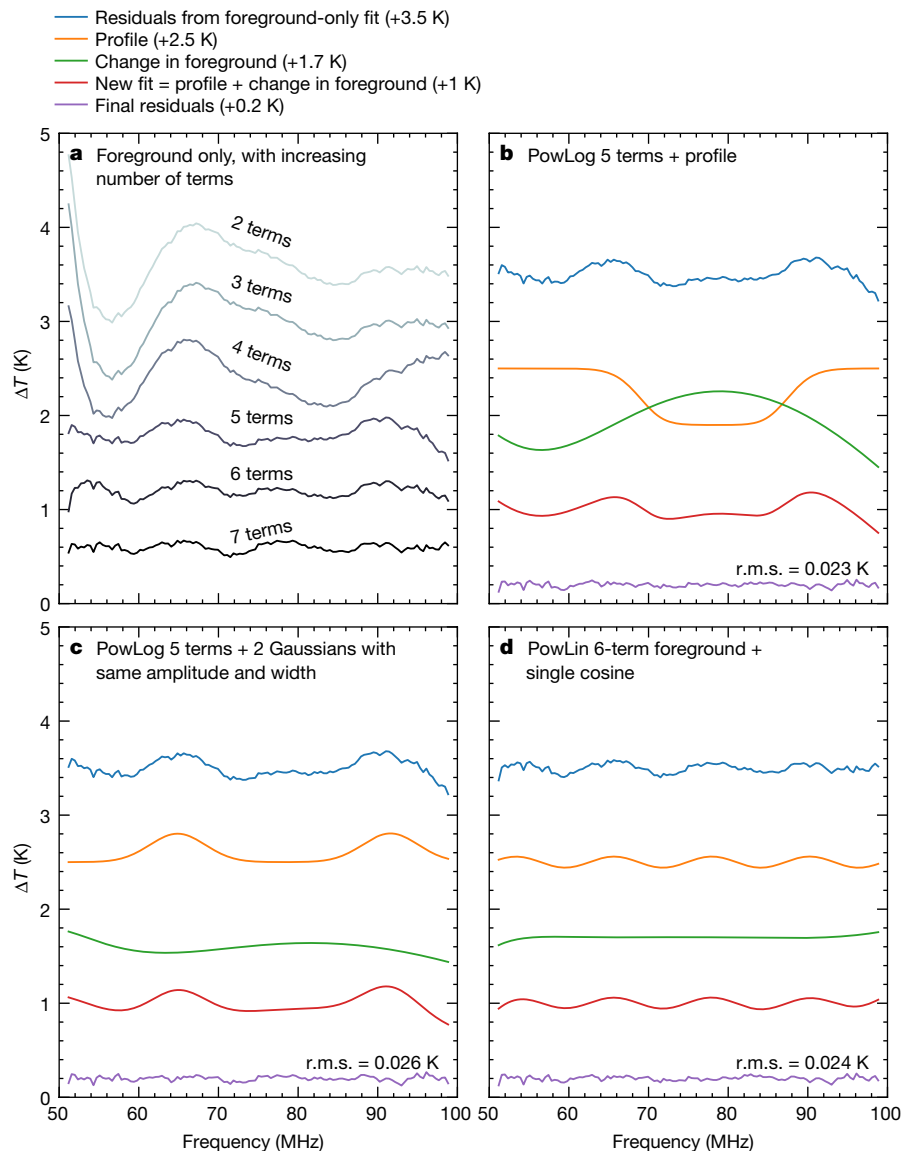 Residuals from foreground-only fit (+3.5 K)
Profile (+2.5 K)
Change in foreground (+1.7 K)
New fit = profile + change in foreground (+1 K)
Final residuals (+0.2 K)
a Foreground only, with increasing
number of terms
2 terms
3 terms
4 terms
5 terms
6 terms
7 terms
5
4
3
2
1
0
ΔT (K)
b PowLog 5 terms + profile
r.m.s. = 0.023 K
c PowLog 5 terms + 2 Gaussians with
same amplitude and width
r.m.s. = 0.026 K
5
4
3
2
1
0
ΔT (K)
50 60 70 80 90 100
Frequency (MHz)
d PowLin 6-term foreground +
single cosine
r.m.s. = 0.024 K
50 60 70 80 90 100
Frequency (MHz)